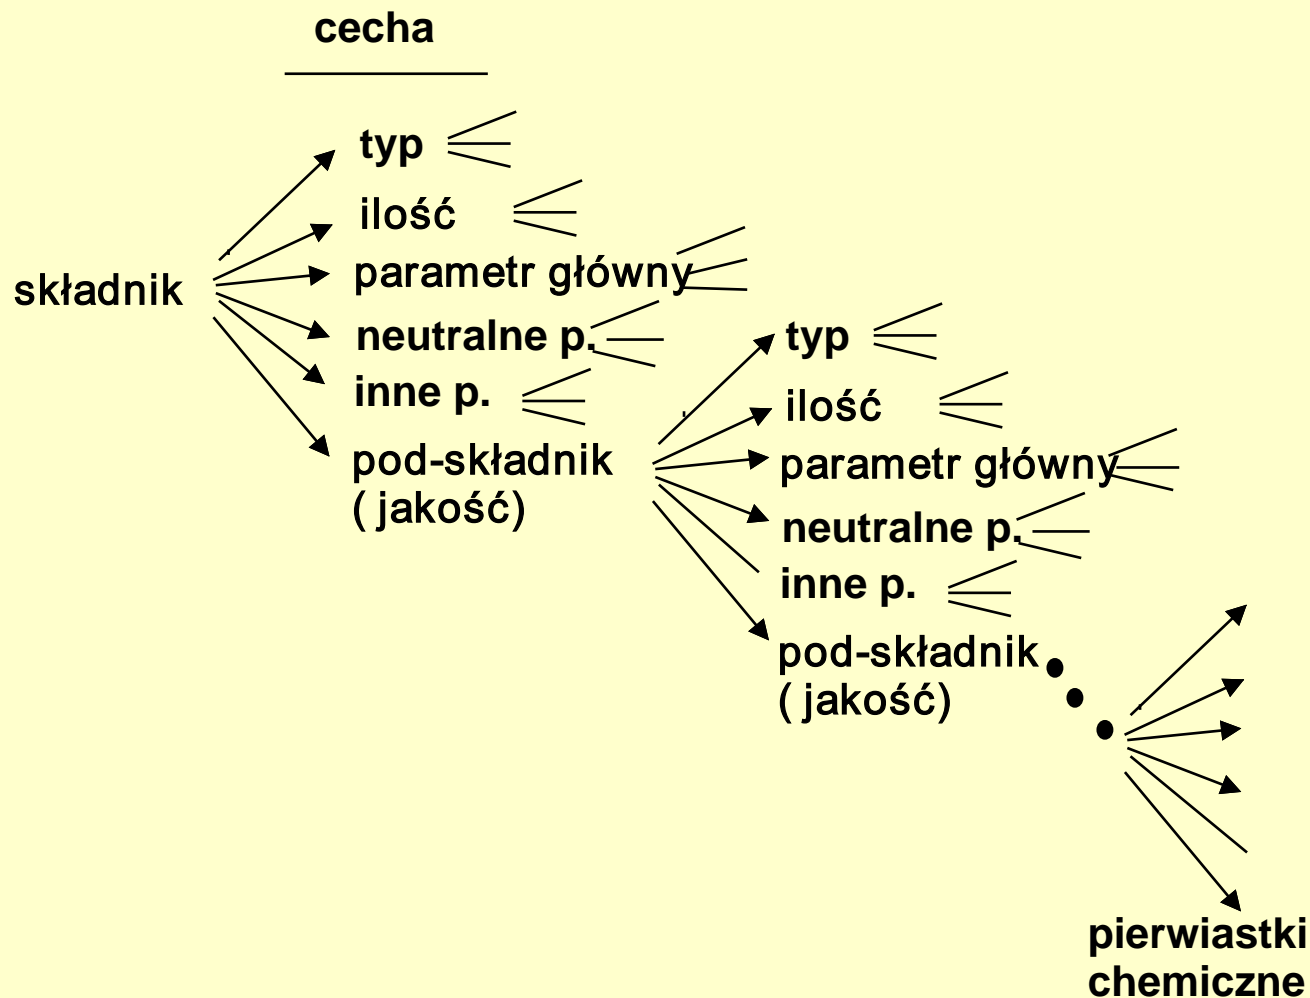 cecha
typ
ilość
składnik
parametr główny
neutralne p.
inne p.
pod-składnik
( jakość)
typ
ilość
parametr główny
neutralne p.
inne p.
pod-składnik
( jakość)
pierwiastki
chemiczne